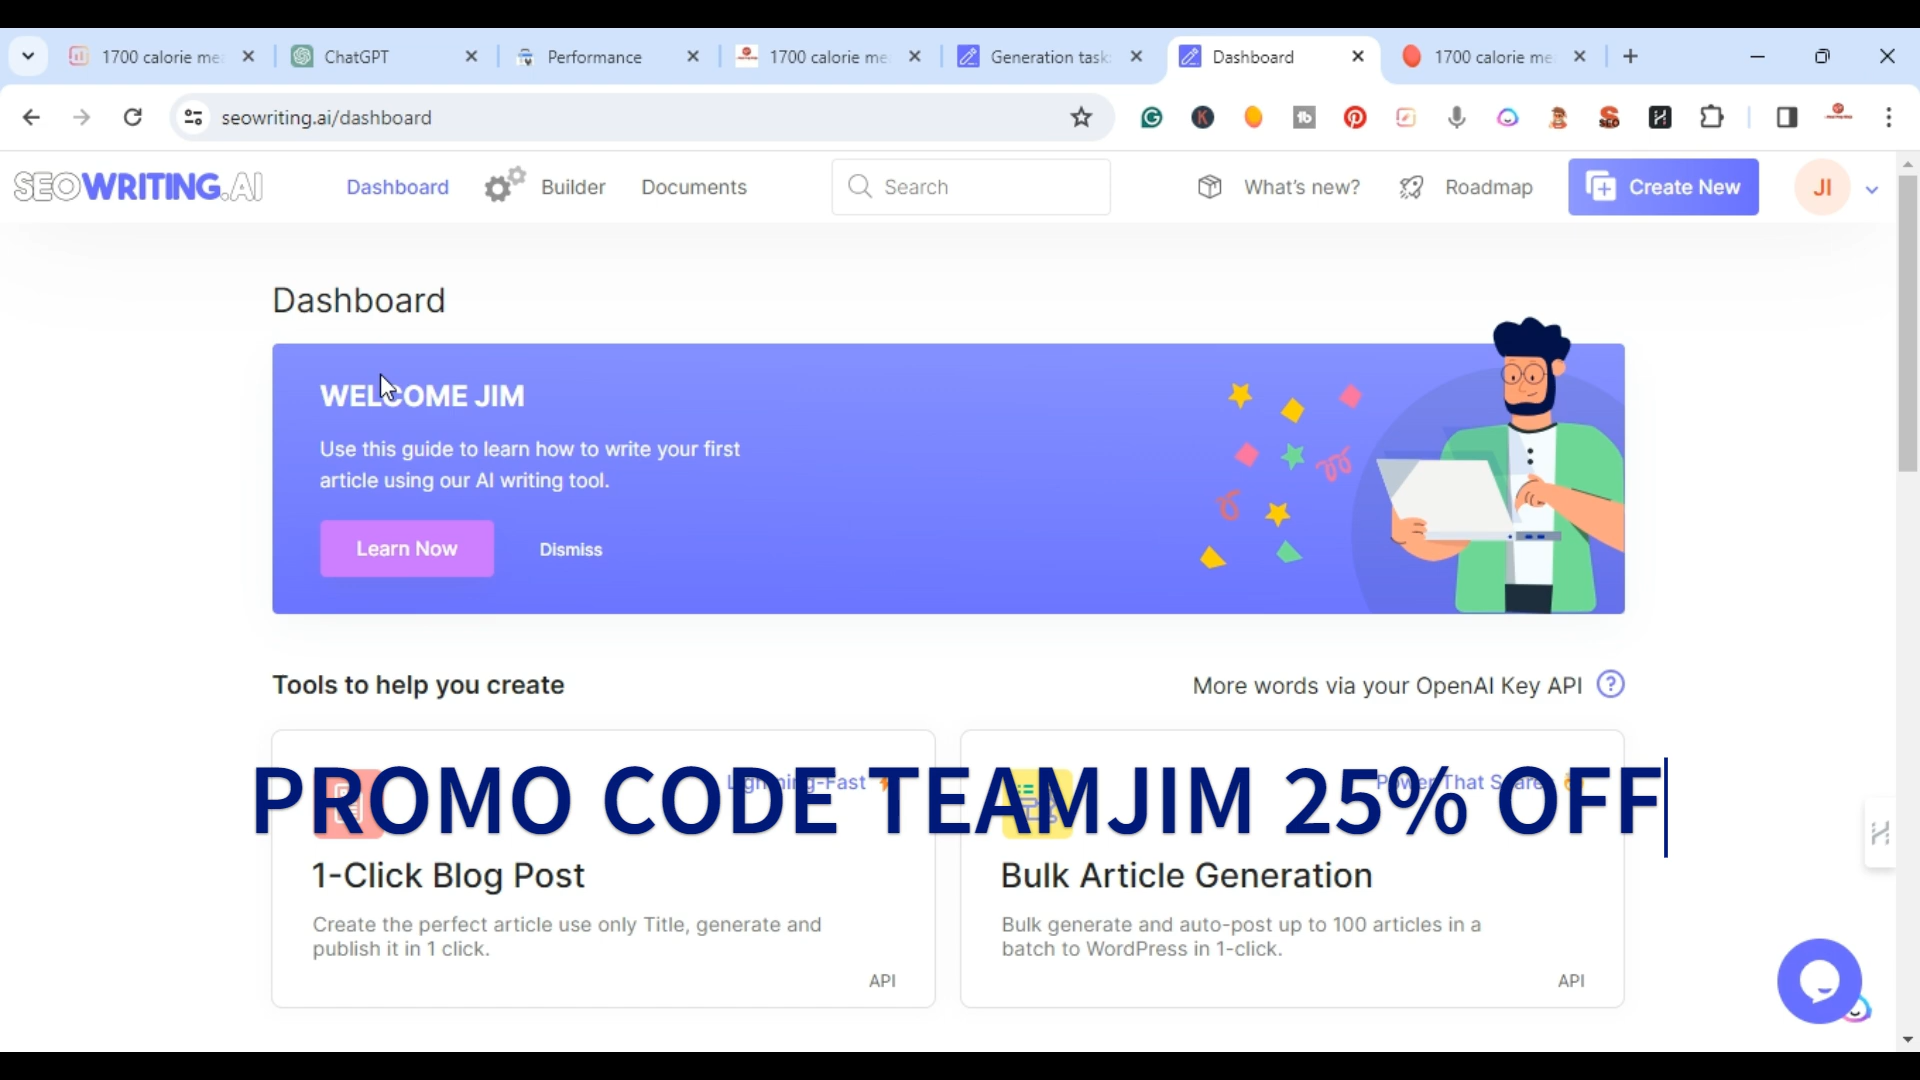 1700 calorie me
ChatGPT
Performance
1700 calorie me
Generation task
Dashboard
1700 calorie me
seowriting.ai/dashboard
SEOWRITING.AI
Dashboard
Builder
Documents
Search
What's new?
Roadmap
Create New
JI
Dashboard
WELCOME JIM
Use this guide to learn how to write your first
article using our AI writing tool.
Learn Now
Dismiss
Tools to help you create
More words via your OpenAI Key API ?
Lightning-Fast
Power That Scares
PROMO CODE TEAMJIM 25% OFF
1-Click Blog Post
Create the perfect article use only Title, generate and
publish it in 1 click.
API
Bulk Article Generation
Bulk generate and auto-post up to 100 articles in a
batch to WordPress in 1-click.
API